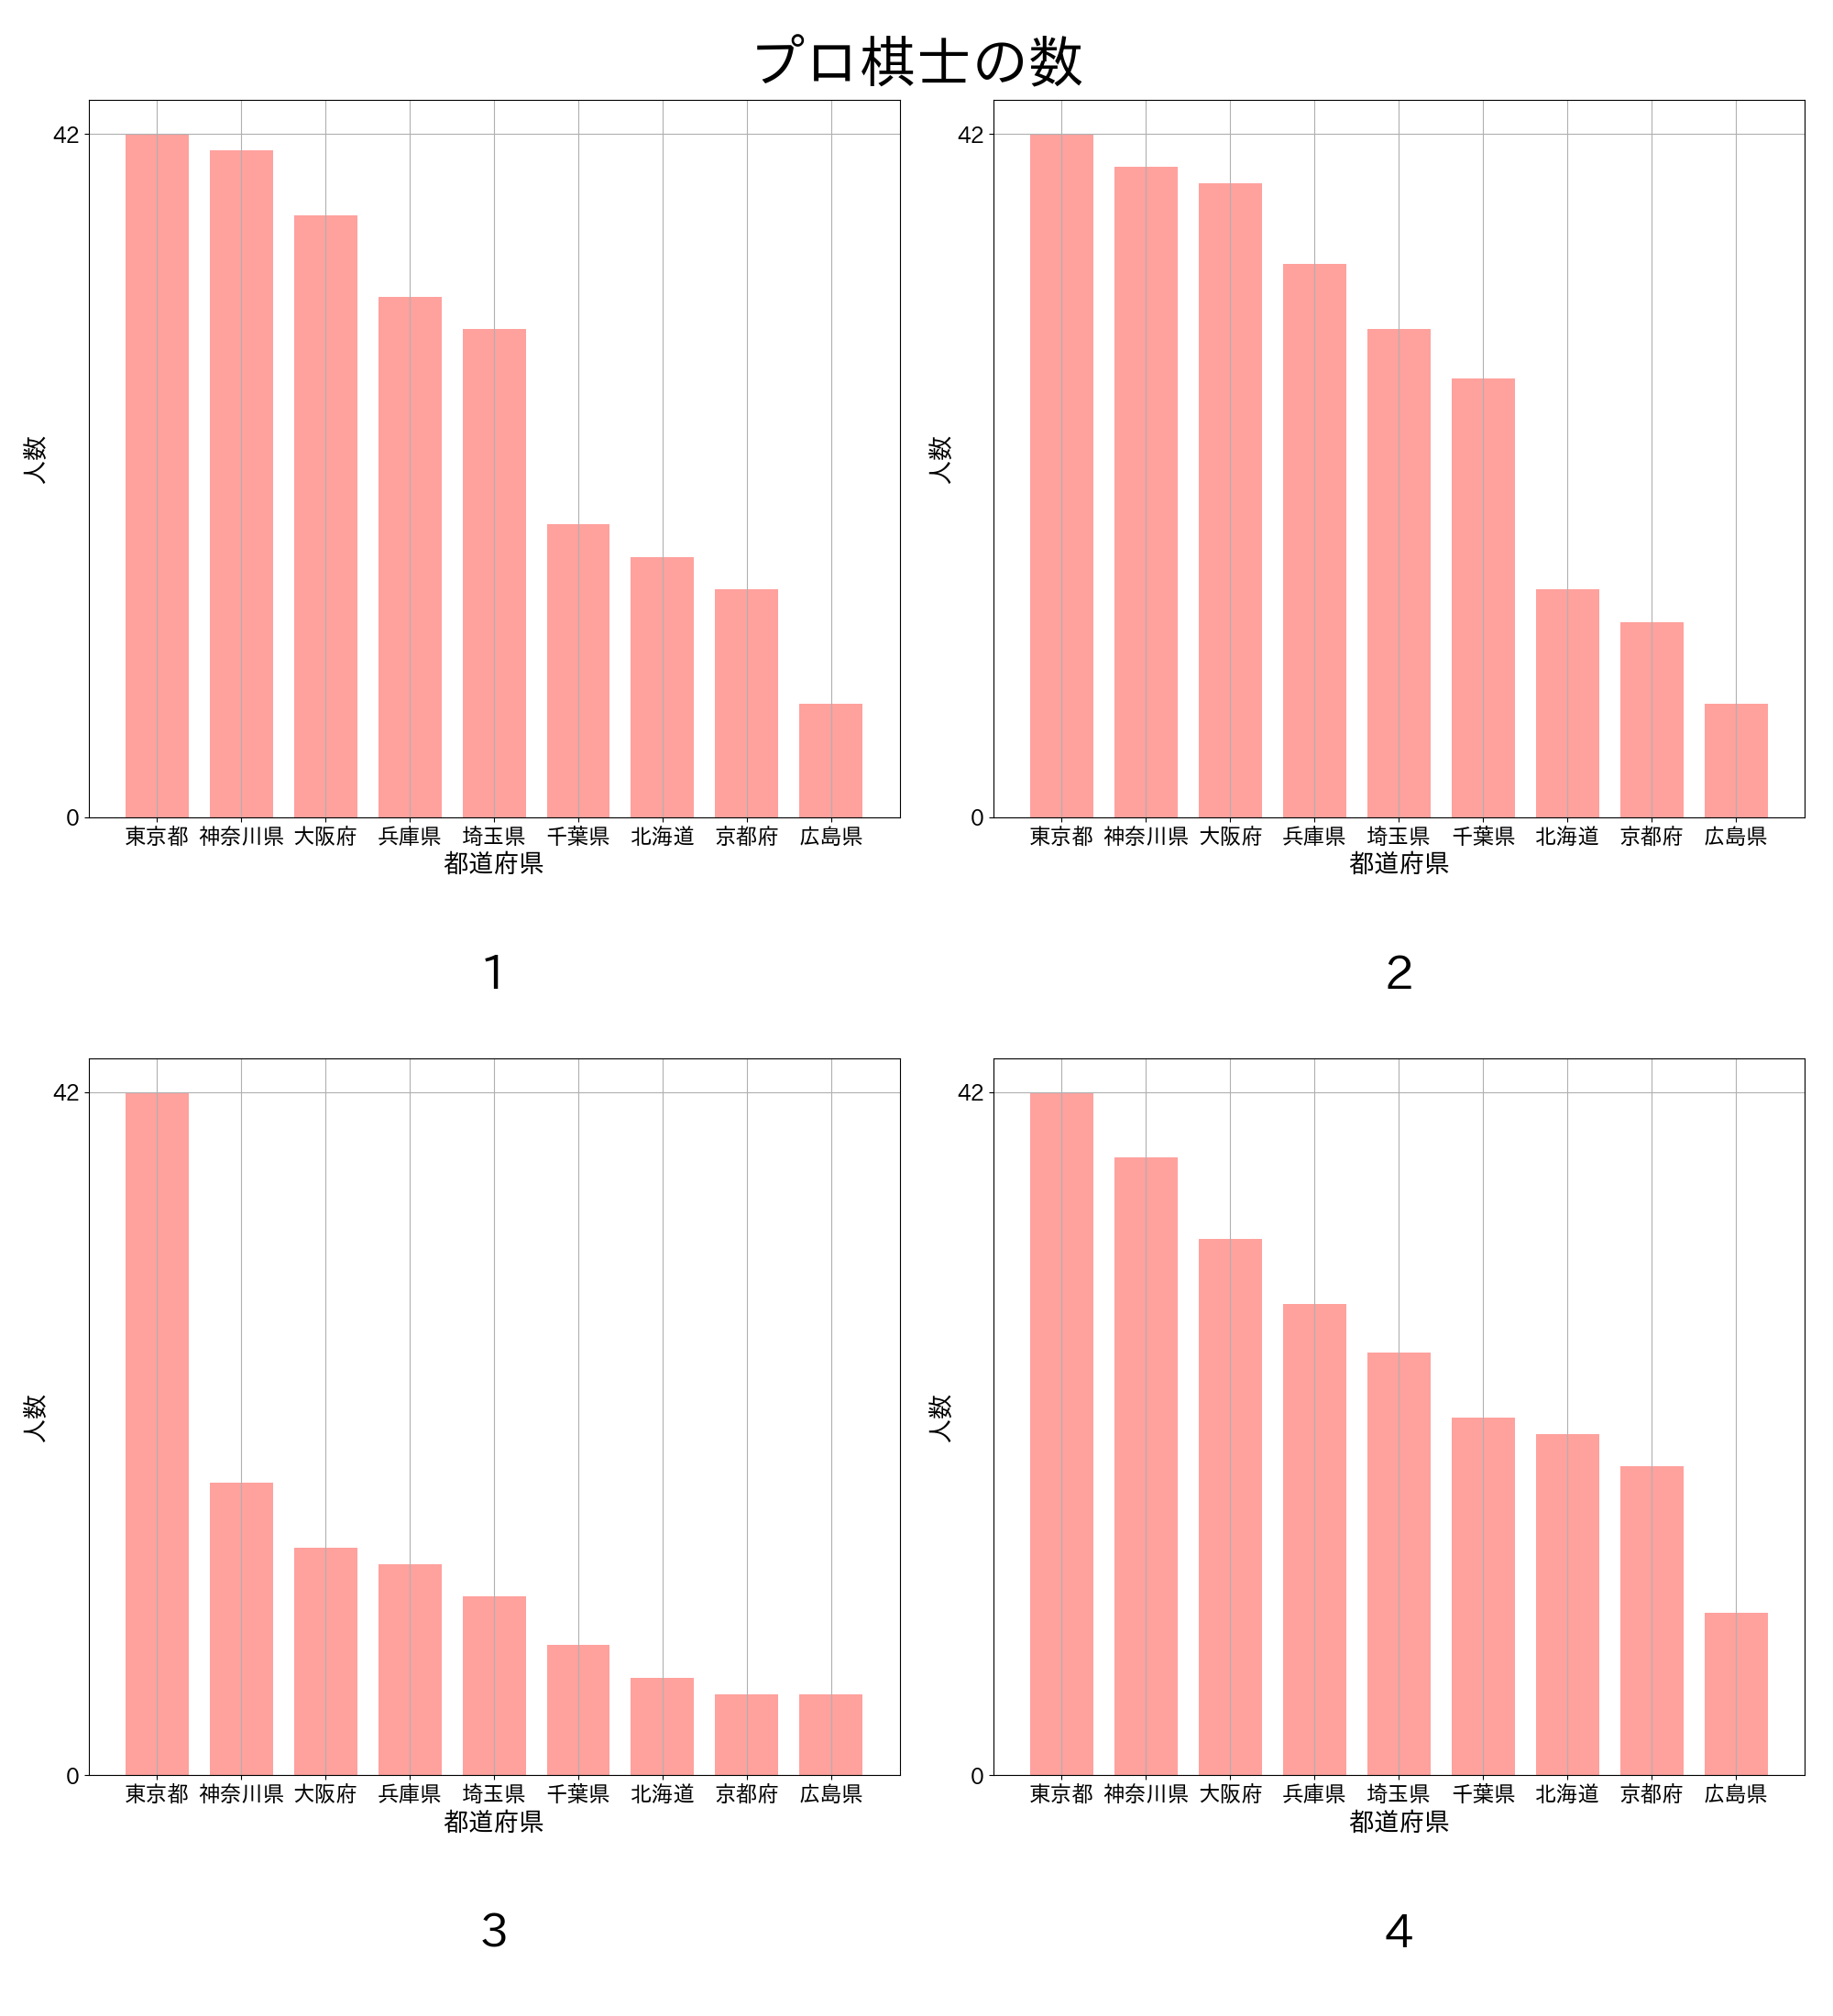 プロ棋士の数
42
0
人数
東京都 神奈川県 大阪府 兵庫県 埼玉県 千葉県 北海道 京都府 広島県
都道府県
1
42
0
人数
東京都 神奈川県 大阪府 兵庫県 埼玉県 千葉県 北海道 京都府 広島県
都道府県
2
42
0
人数
東京都 神奈川県 大阪府 兵庫県 埼玉県 千葉県 北海道 京都府 広島県
都道府県
3
42
0
人数
東京都 神奈川県 大阪府 兵庫県 埼玉県 千葉県 北海道 京都府 広島県
都道府県
4